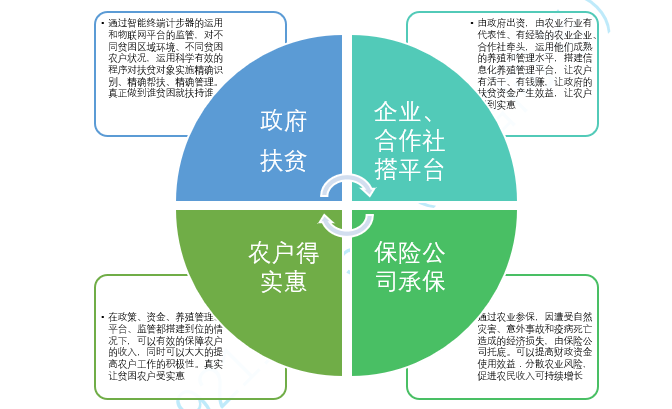 • 通过智能终端计步器的运用
和物联网平台的监管、对不
同贫困区域环境、不同贫困
农户状况，运用科学有效的
程序对扶贫对象实施精确识
别、精确帮扶、精确管理。
真正做到谁贫困就扶持谁
• 由政府出资，由农业行业有
代表性、有经验的农业企业、
合作社牵头，运用他们成熟
的养殖和管理水平，搭建信
息化养殖管理平台，让农户
有活干、有钱赚，让政府的
扶贫资金产生效益，让农户
到实惠
政府
扶贫
企业、
合作社
搭平台
农户得
实惠
保险公
司承保
• 在政策、资金、养殖管理
平台、监管都搭建到位的情
况下，可以有效的保障农户
的收入，同时可以大大的提
高农户工作的积极性。真实
让贫困农户受实惠
通过农业参保，因遭受自然
灾害、意外事故和疫病死亡
造成的经济损失，由保险公
司托底。可以提高财政资金
使用效益，分散农业风险，
促进农民收入可持续增长